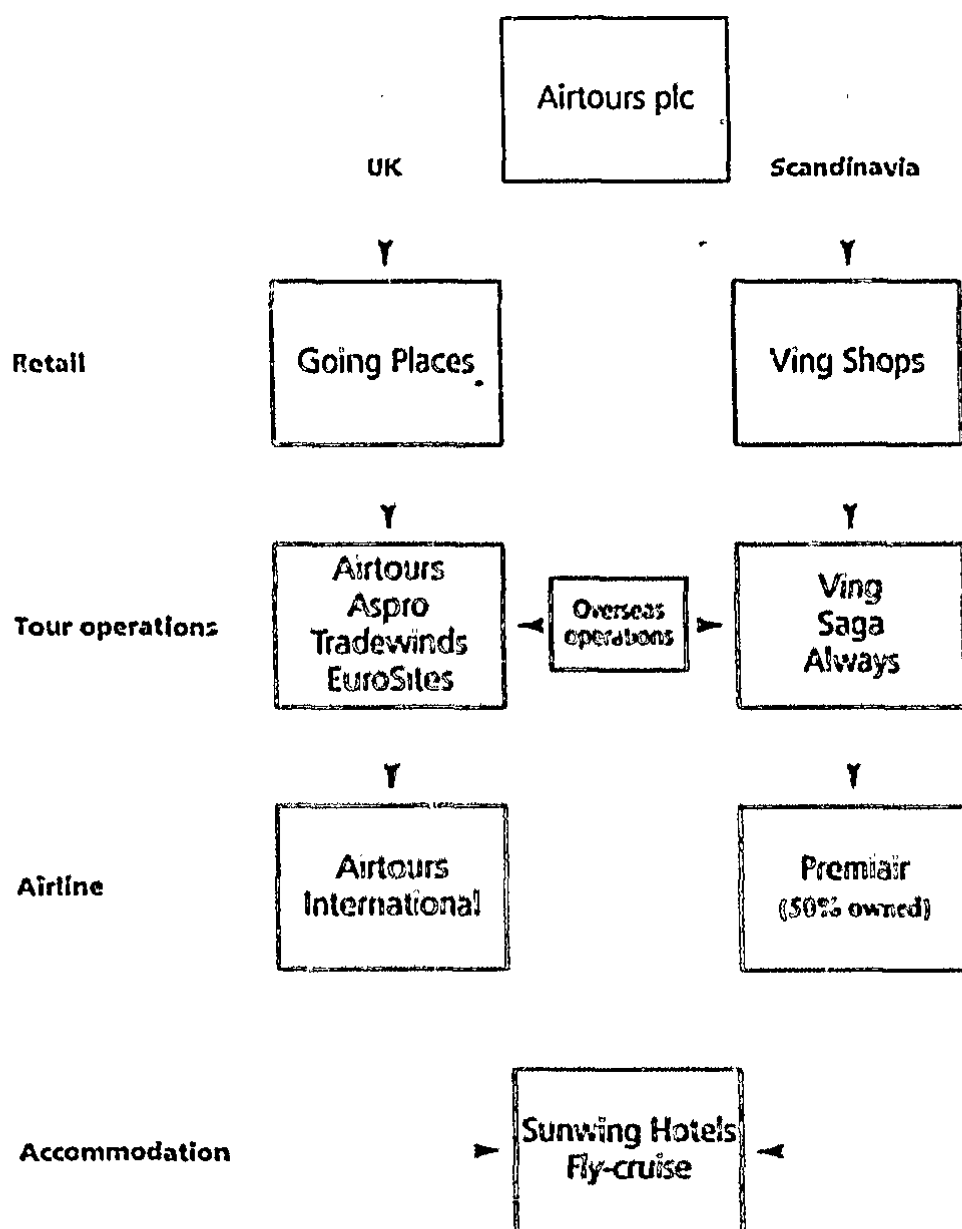 Airtours plc
UK
Scandinavia
Retail
Going Places
Ving Shops
Tour operations
Airtours
Aspro
Tradewinds
EuroSites
Overseas
operations
Ving
Saga
Always
Airline
Airtours
International
Premiair
(50% owned)
Accommodation
Sunwing Hotels
Fly-cruise